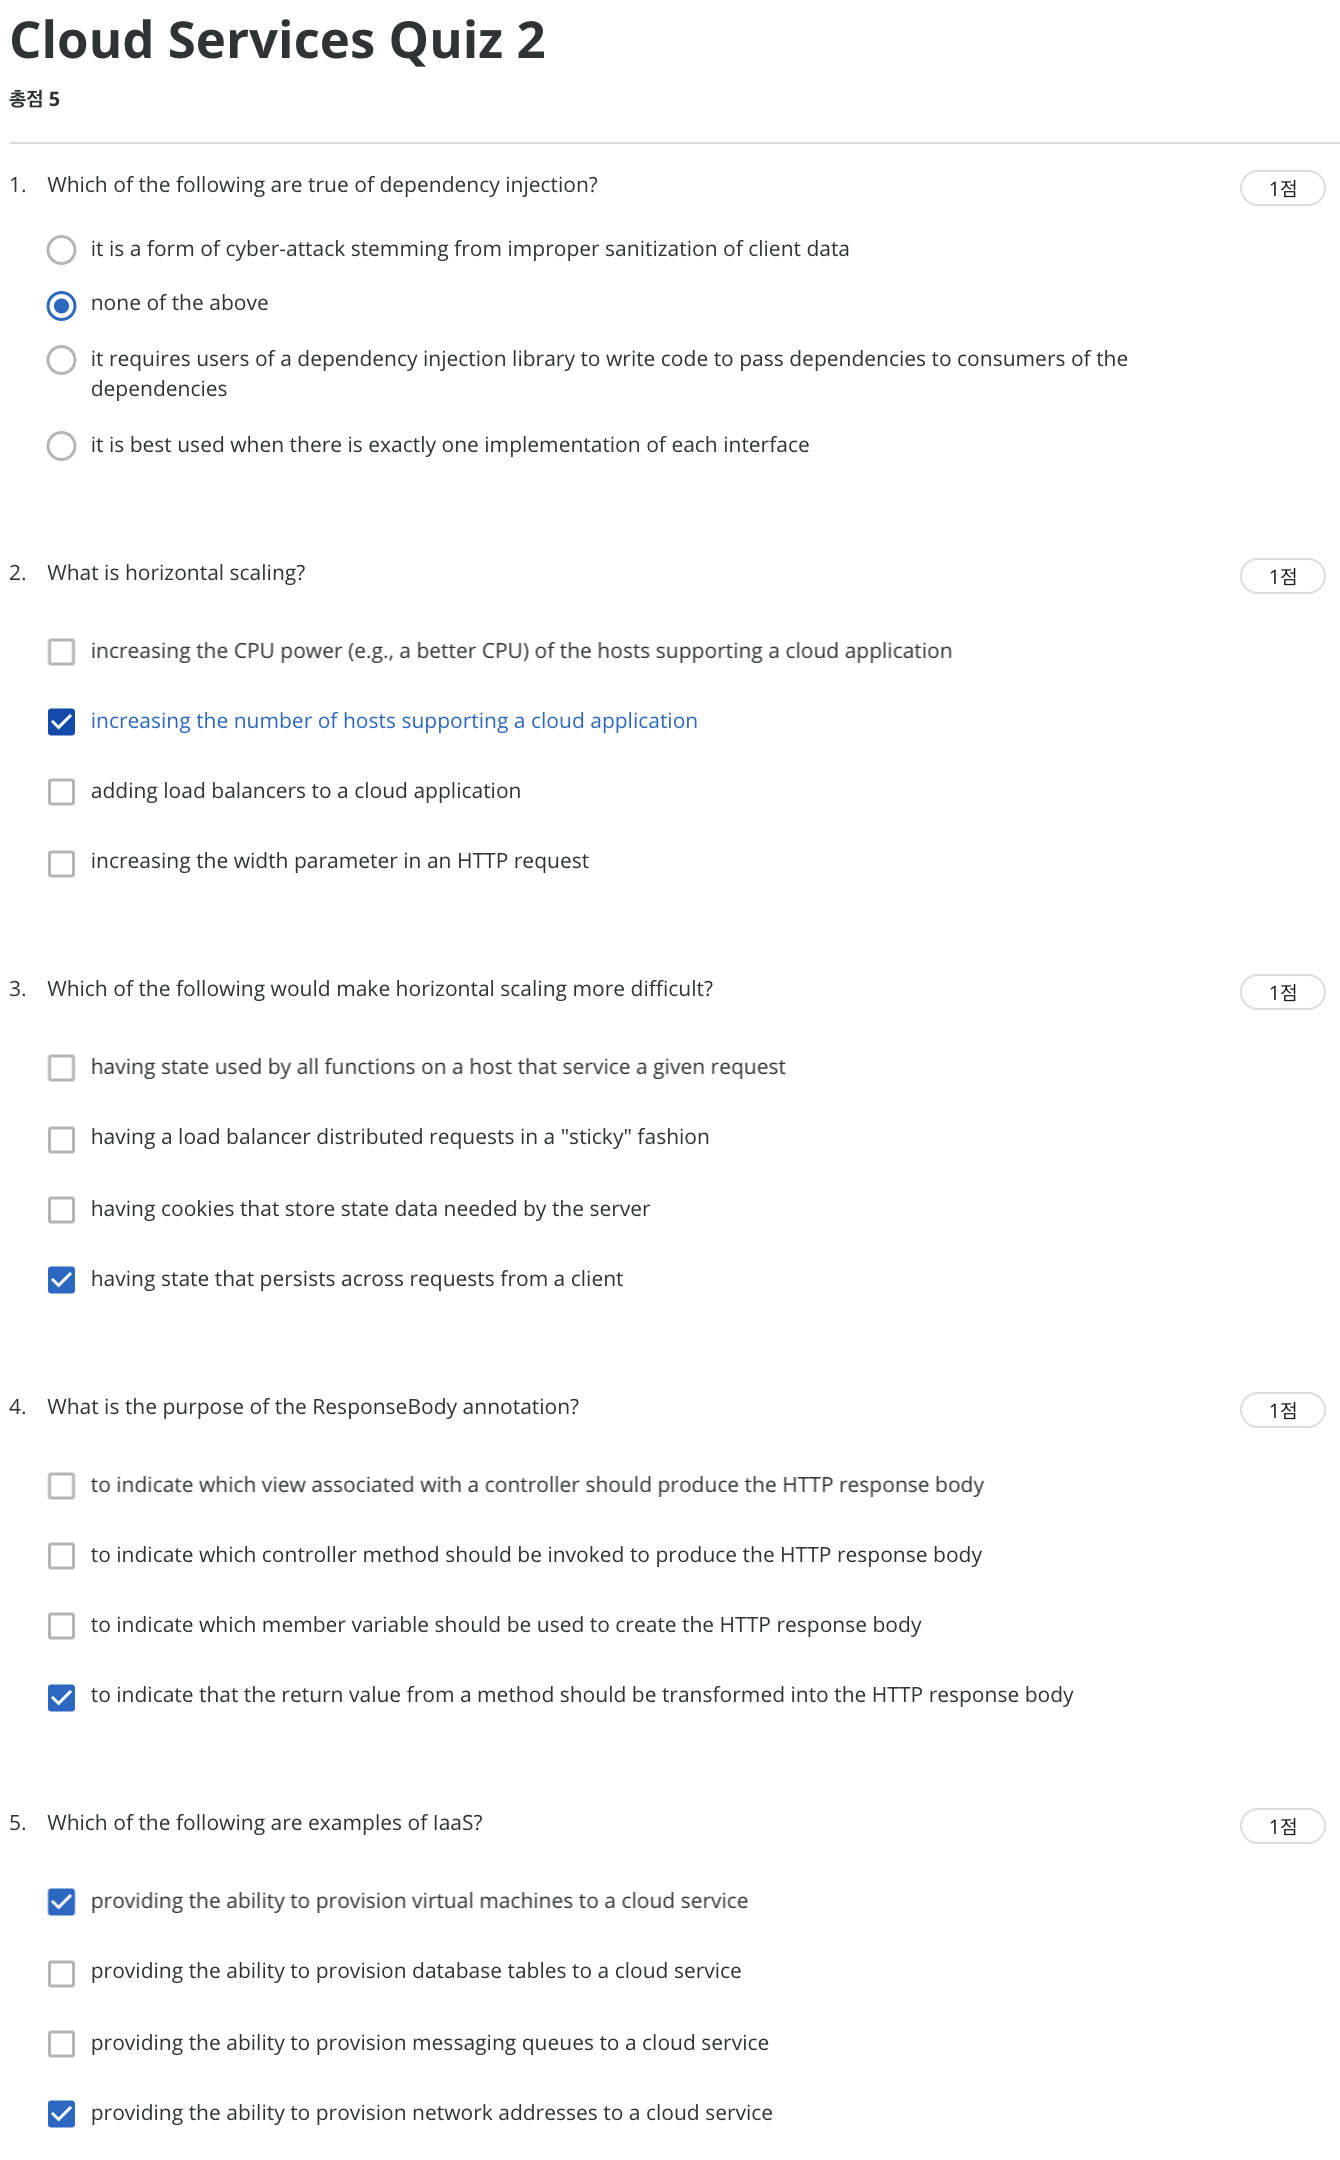 Cloud Services Quiz 2
총점 5
1. Which of the following are true of dependency injection?
1점
it is a form of cyber-attack stemming from improper sanitization of client data
none of the above
it requires users of a dependency injection library to write code to pass dependencies to consumers of the
dependencies
it is best used when there is exactly one implementation of each interface
2. What is horizontal scaling?
1점
increasing the CPU power (e.g., a better CPU) of the hosts supporting a cloud application
increasing the number of hosts supporting a cloud application
adding load balancers to a cloud application
increasing the width parameter in an HTTP request
3. Which of the following would make horizontal scaling more difficult?
1점
having state used by all functions on a host that service a given request
having a load balancer distributed requests in a "sticky" fashion
having cookies that store state data needed by the server
having state that persists across requests from a client
4. What is the purpose of the ResponseBody annotation?
1점
to indicate which view associated with a controller should produce the HTTP response body
to indicate which controller method should be invoked to produce the HTTP response body
to indicate which member variable should be used to create the HTTP response body
to indicate that the return value from a method should be transformed into the HTTP response body
5. Which of the following are examples of IaaS?
1점
providing the ability to provision virtual machines to a cloud service
providing the ability to provision database tables to a cloud service
providing the ability to provision messaging queues to a cloud service
providing the ability to provision network addresses to a cloud service